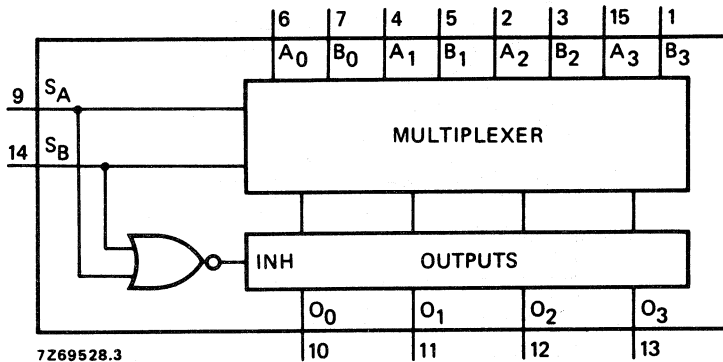 6 7 4 5 2 3 15 1
A0 B0 A1 B1 A2 B2 A3 B3
9 SA
MULTIPLEXER
14 SB
INH OUTPUTS
O0 O1 O2 O3
7Z69528.3 10 11 12 13